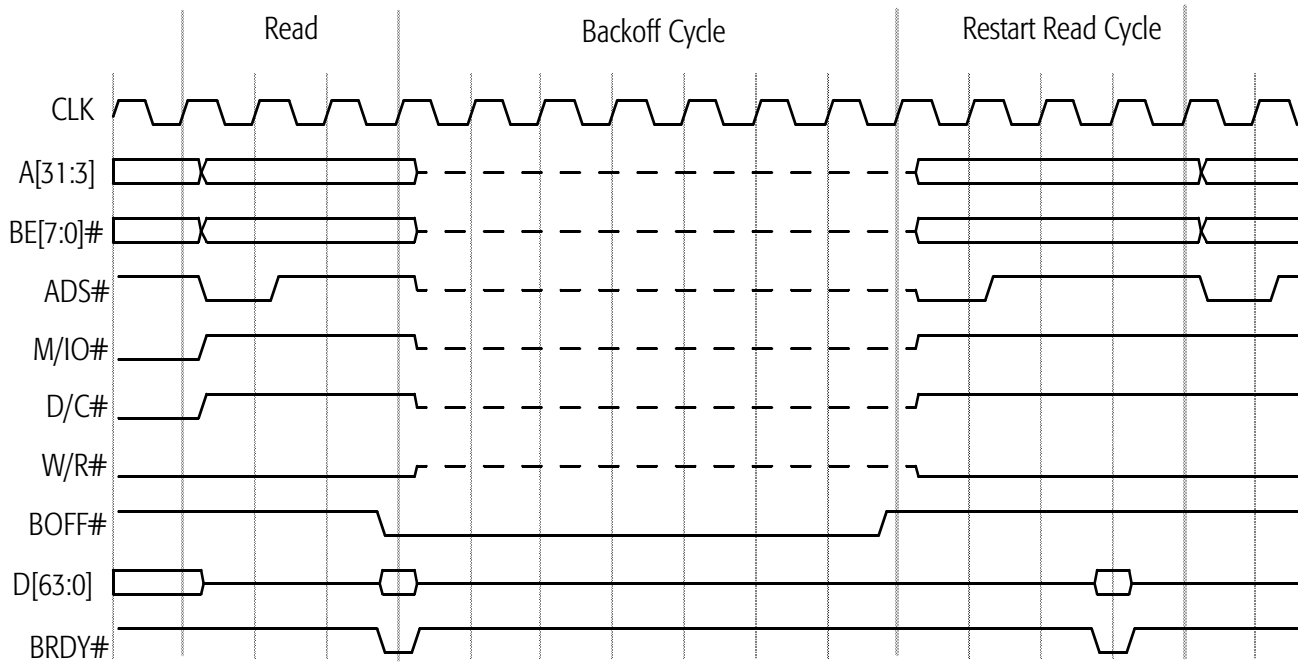 Read
Backoff Cycle
Restart Read Cycle
CLK
A[31:3]
BE[7:0]#
ADS#
M/IO#
D/C#
W/R#
BOFF#
D[63:0]
BRDY#